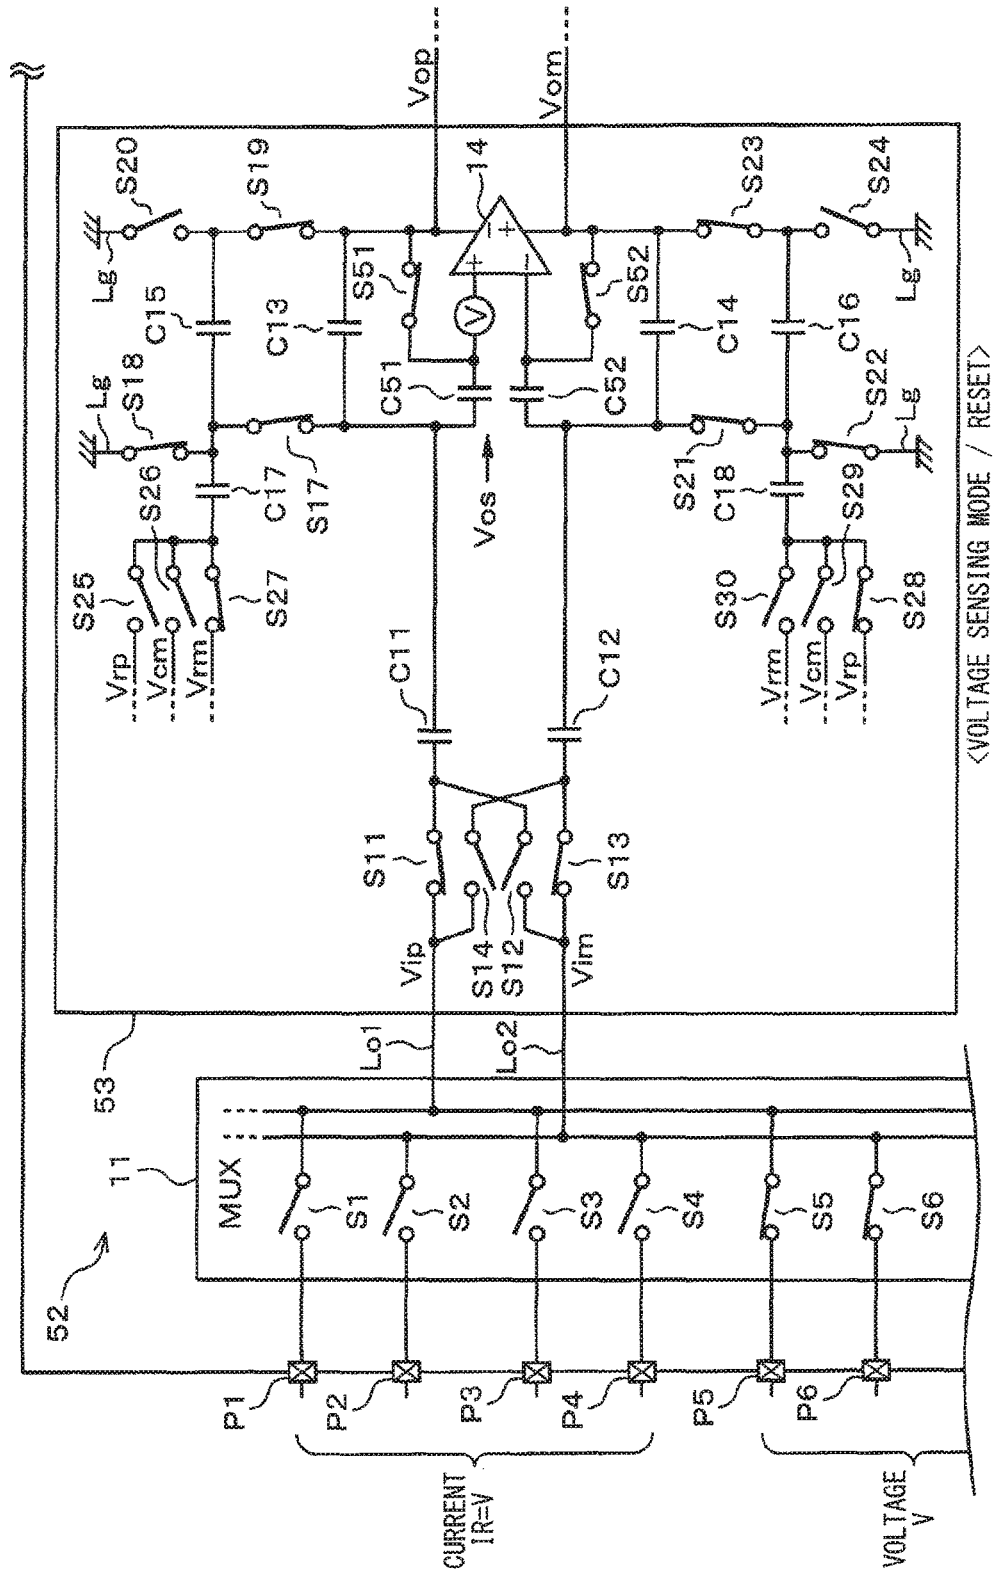 52
11
MUX
53
CURRENT
IR=V
VOLTAGE
V
P1
P2
P3
P4
P5
P6
S1
S2
S3
S4
S5
S6
Lo1
Lo2
Vip
Vim
S11
S14
S12
S13
C11
C12
Vrp
Vcm
Vrm
S25
S26
S27
C17
Lg
S18
S17
C15
C13
Lg
S20
S19
Vos
C51
S51
V
+
−
−
+
14
C52
S52
Vop
Vom
C14
C16
S21
S22
Lg
S23
S24
Lg
C18
S30
S29
S28
Vrm
Vcm
Vrp
<VOLTAGE SENSING MODE / RESET>